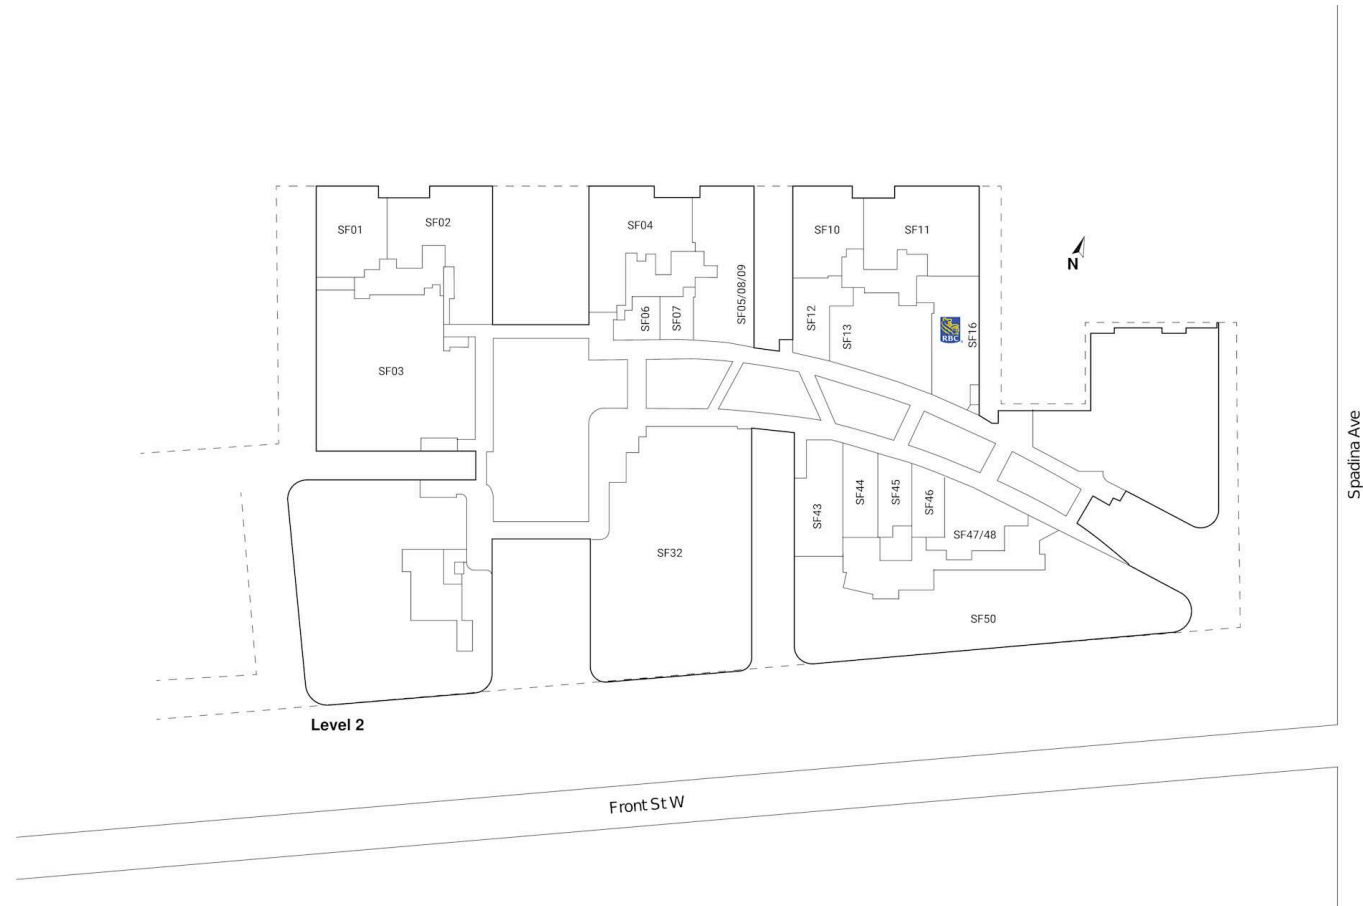 SF01
SF02
SF04
SF10
SF11
N
SF05/08/09
SF06
SF07
SF12
SF13
RBC
SF16
SF03
Spadina Ave
SF43
SF44
SF45
SF46
SF47/48
SF32
SF50
Level 2
Front St W